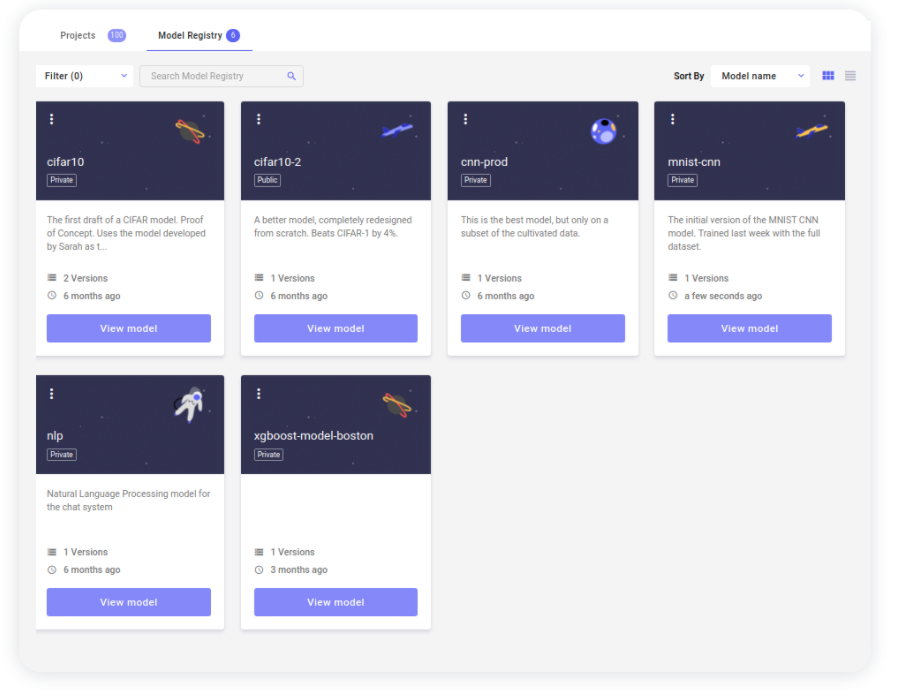 Projects 100 Model Registry 6
Filter (0) Search Model Registry Sort By Model name
cifar10
Private
The first draft of a CIFAR model. Proof
of Concept. Uses the model developed
by Sarah as t...
2 Versions
6 months ago
View model
cifar10-2
Public
A better model, completely redesigned
from scratch. Beats CIFAR-1 by 4%.
1 Versions
6 months ago
View model
cnn-prod
Private
This is the best model, but only on a
subset of the cultivated data.
1 Versions
6 months ago
View model
mnist-cnn
Private
The initial version of the MNIST CNN
model. Trained last week with the full
dataset.
1 Versions
a few seconds ago
View model
nlp
Private
Natural Language Processing model for
the chat system
1 Versions
6 months ago
View model
xgboost-model-boston
Private
1 Versions
3 months ago
View model